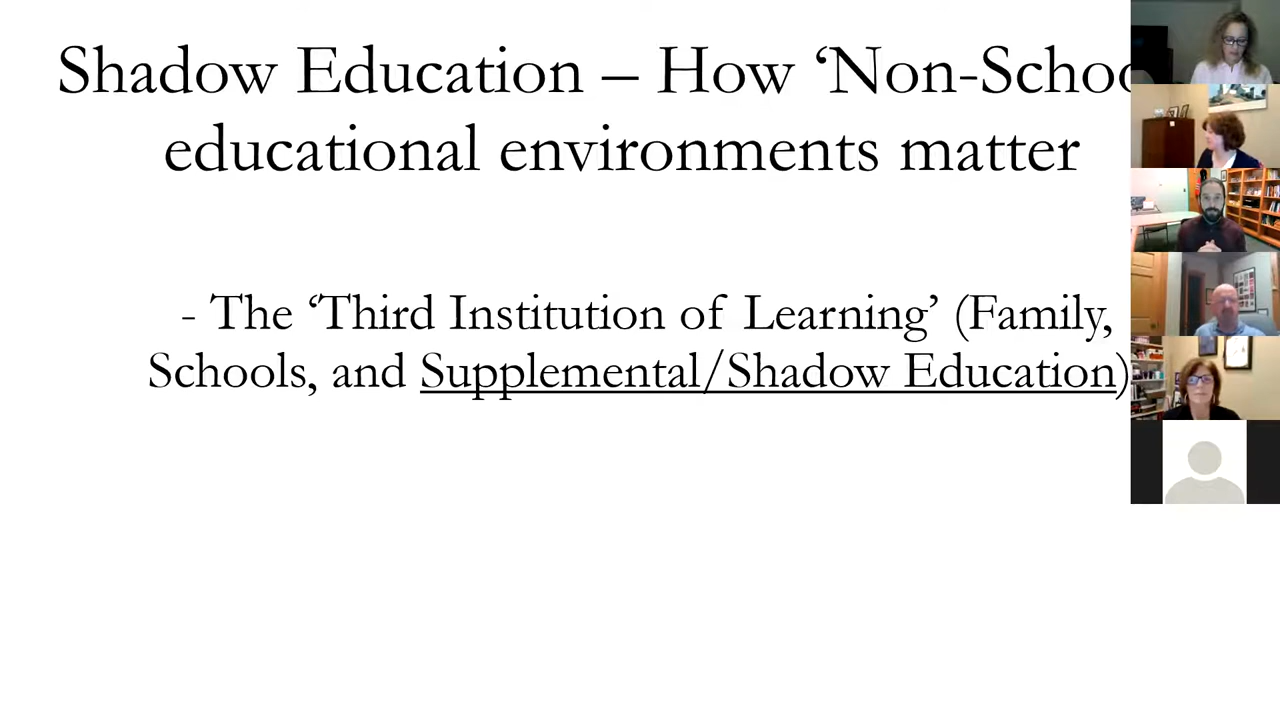 Shadow Education – How ‘Non-Schoo
educational environments matter
- The ‘Third Institution of Learning’ (Family,
Schools, and Supplemental/Shadow Education)